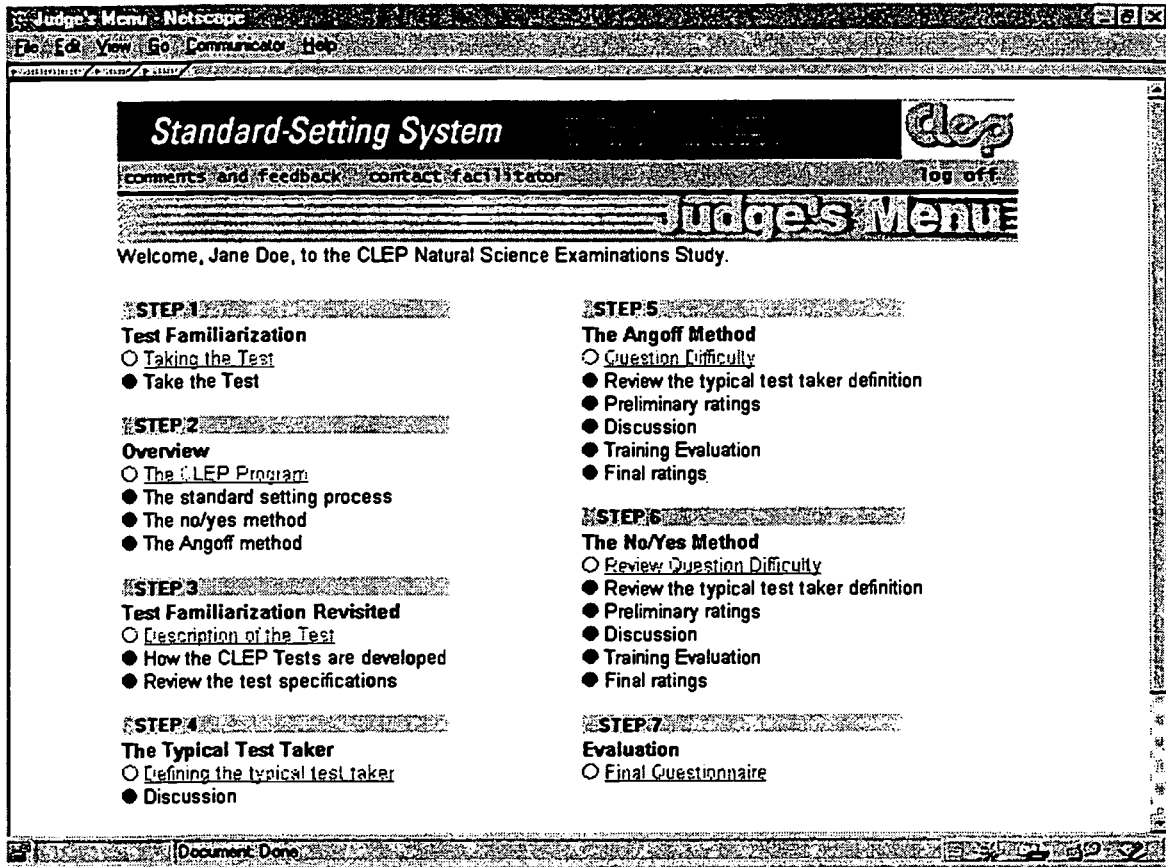 Judge's Menu - Netscape
File Edit View Go Communicator Help
Standard-Setting System
Clep
comments and feedback contact facilitator log off
Judge's Menu
Welcome, Jane Doe, to the CLEP Natural Science Examinations Study.
STEP 1
Test Familiarization
Taking the Test
Take the Test
STEP 2
Overview
The CLEP Program
The standard setting process
The no/yes method
The Angoff method
STEP 3
Test Familiarization Revisited
Description of the Test
How the CLEP Tests are developed
Review the test specifications
STEP 4
The Typical Test Taker
Defining the typical test taker
Discussion
STEP 5
The Angoff Method
Question Difficulty
Review the typical test taker definition
Preliminary ratings
Discussion
Training Evaluation
Final ratings
STEP 6
The No/Yes Method
Review Question Difficulty
Review the typical test taker definition
Preliminary ratings
Discussion
Training Evaluation
Final ratings
STEP 7
Evaluation
Final Questionnaire
Document: Done